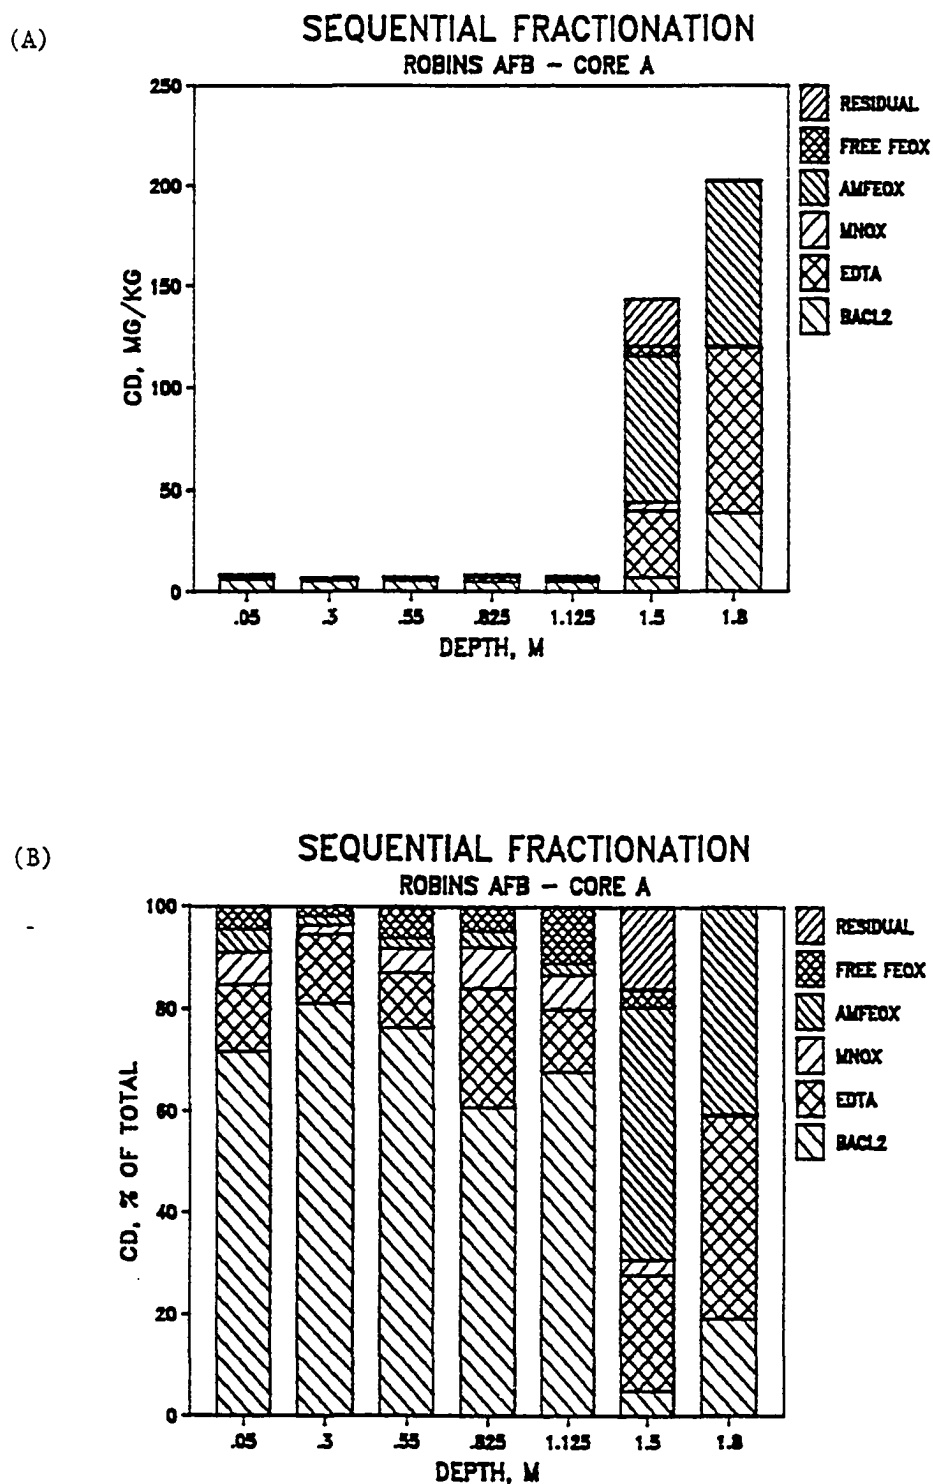 (A)
SEQUENTIAL FRACTIONATION
ROBINS AFB - CORE A
250
200
150
100
50
0
CD, MG/KG
.05 .3 .55 .825 1.125 1.5 1.8
DEPTH, M
RESIDUAL
FREE FEOX
AMFEOX
MNOX
EDTA
BACL2
(B)
SEQUENTIAL FRACTIONATION
ROBINS AFB - CORE A
100
80
60
40
20
0
CD, % OF TOTAL
.05 .3 .55 .825 1.125 1.5 1.8
DEPTH, M
RESIDUAL
FREE FEOX
AMFEOX
MNOX
EDTA
BACL2